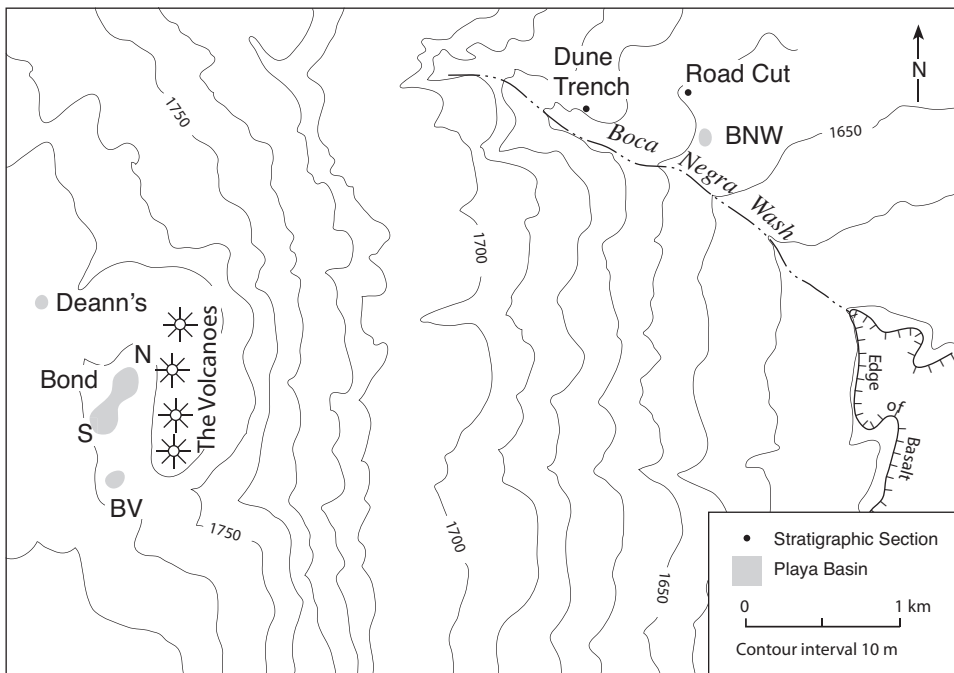 Dune
Trench
Road Cut
N
1750
Boca Negra Wash
BNW
1650
1700
Deann's
The Volcanoes
N
Bond
S
BV
Edge
of
Basalt
1750
1700
1650
Stratigraphic Section
Playa Basin
0 1 km
Contour interval 10 m